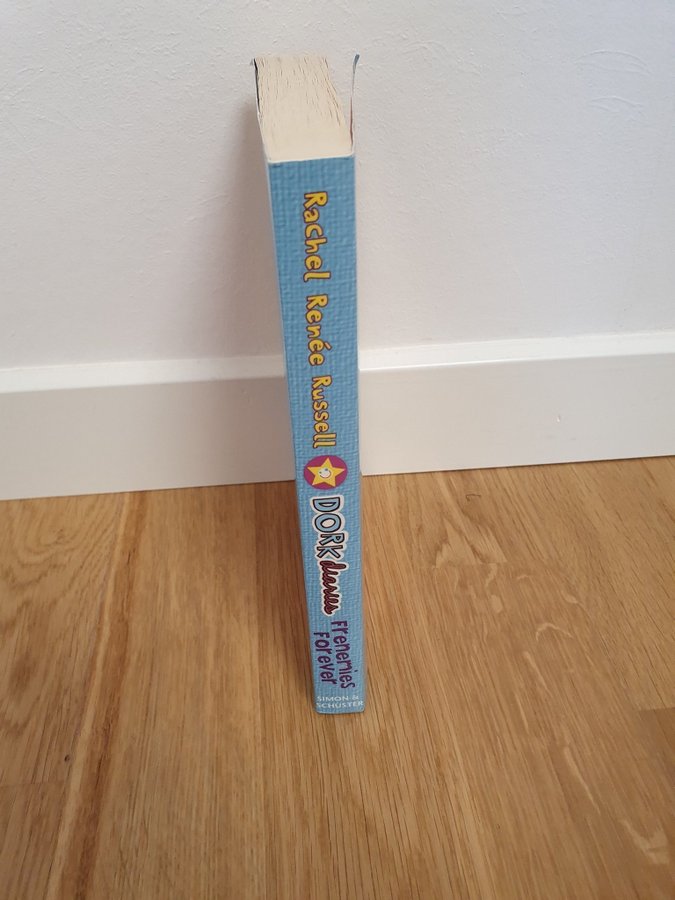 Rachel Renée Russell
DORK diaries
Frenemies
Forever
SIMON &
SCHUSTER